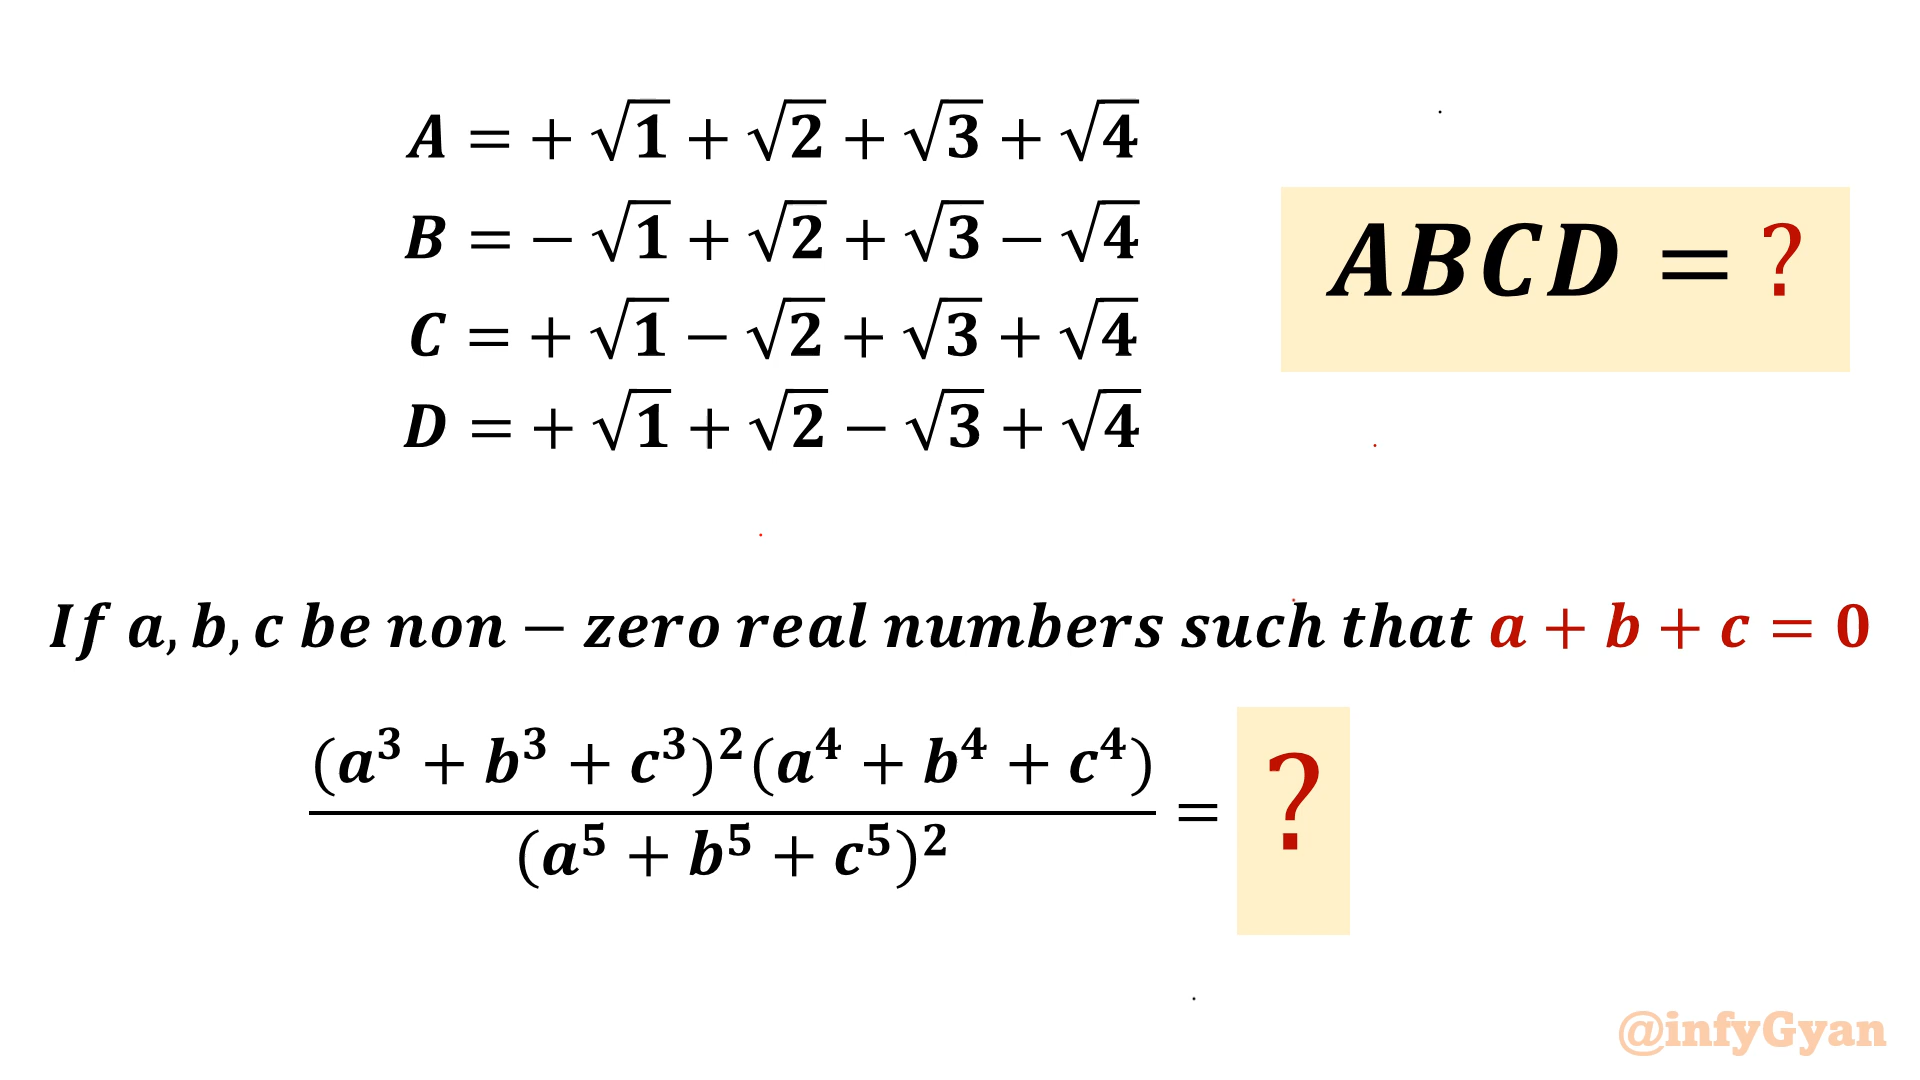 A = + √1 + √2 + √3 + √4
B = − √1 + √2 + √3 − √4
C = + √1 − √2 + √3 + √4
D = + √1 + √2 − √3 + √4
ABCD = ?
If a, b, c be non − zero real numbers such that a + b + c = 0
(a³ + b³ + c³)²(a⁴ + b⁴ + c⁴)
/ (a⁵ + b⁵ + c⁵)² = ?
@infyGyan